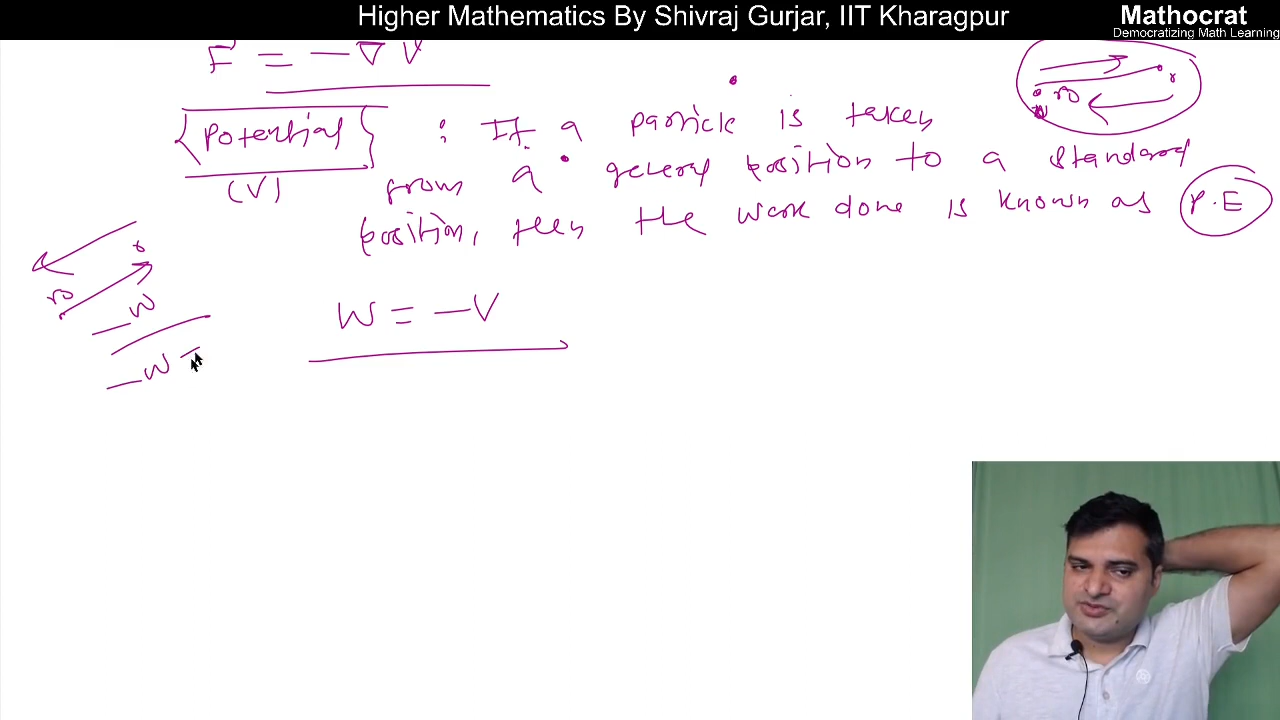 Higher Mathematics By Shivraj Gurjar, IIT Kharagpur
Mathocrat
Democratizing Math Learning
F = -∇V
Potential : If a particle is taken
(V) from a general position to a standard
position, then the work done is known as P.E
r0 r
r
r0
W = -V
-W
-W =